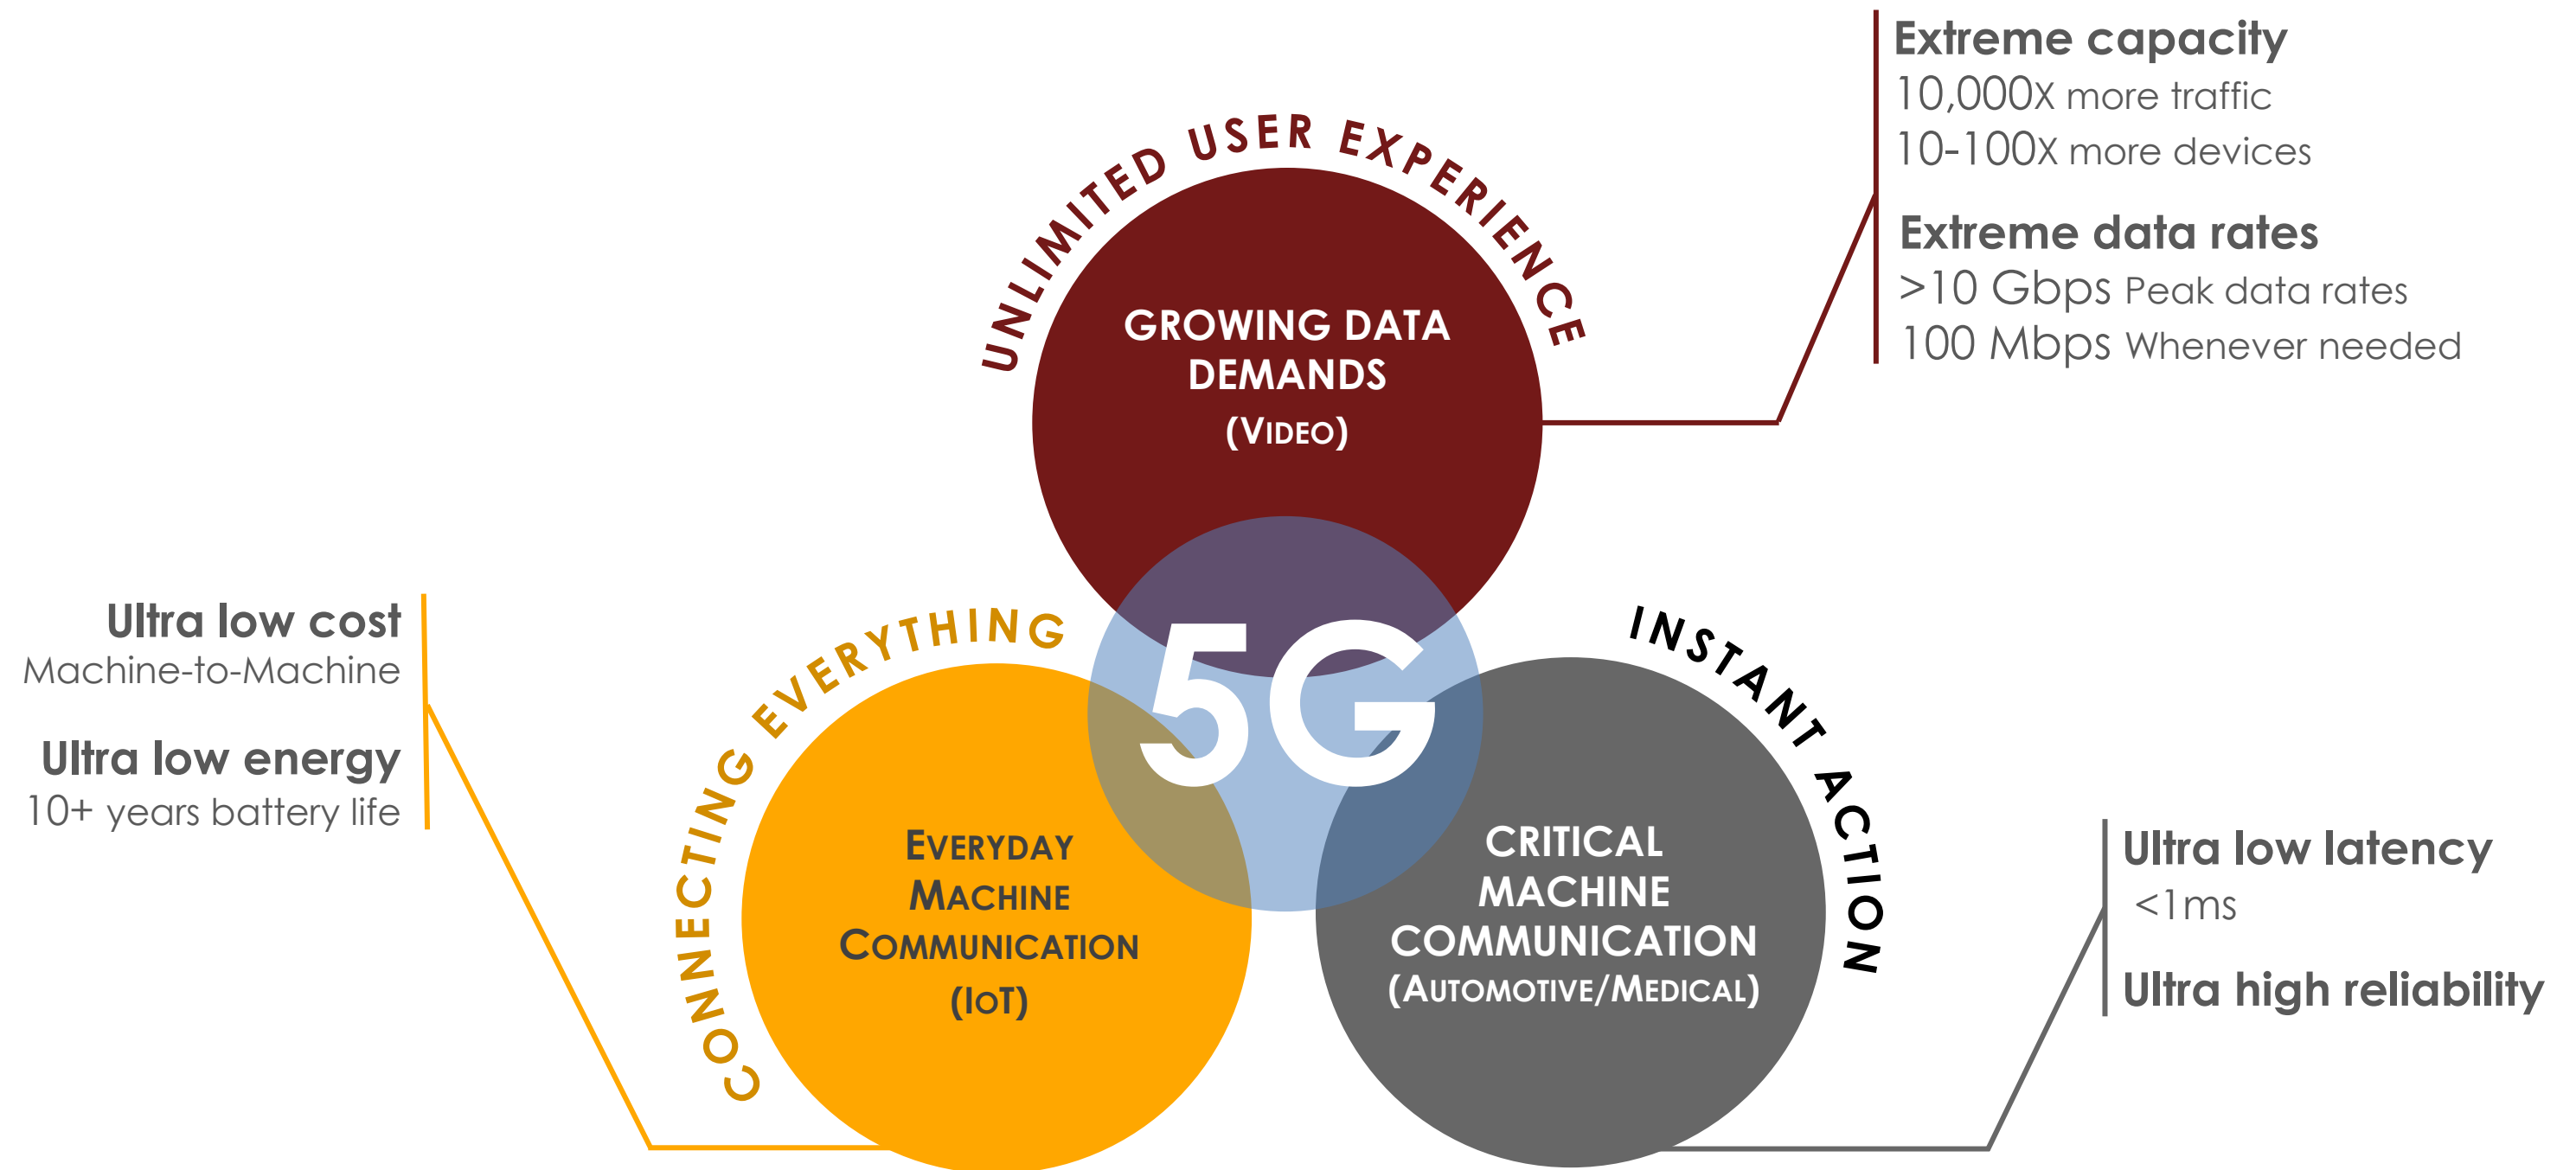 Extreme capacity
10,000X more traffic
10-100X more devices
Extreme data rates
>10 Gbps Peak data rates
100 Mbps Whenever needed
UNLIMITED USER EXPERIENCE
GROWING DATA
DEMANDS
(VIDEO)
5G
Ultra low cost
Machine-to-Machine
Ultra low energy
10+ years battery life
CONNECTING EVERYTHING
EVERYDAY
MACHINE
COMMUNICATION
(IOT)
INSTANT ACTION
CRITICAL
MACHINE
COMMUNICATION
(AUTOMOTIVE/MEDICAL)
Ultra low latency
<1ms
Ultra high reliability